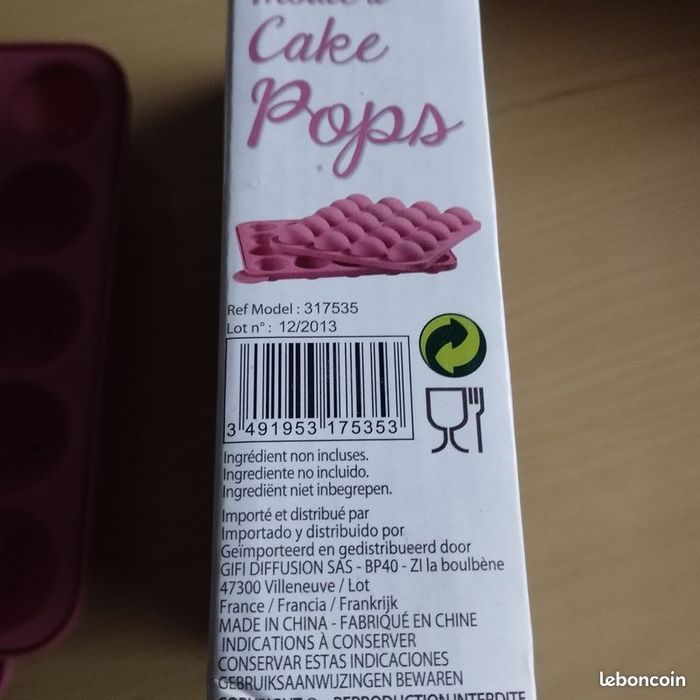 Cake
Pops
Ref Model : 317535
Lot n° : 12/2013
3 491953 175353
Ingrédient non incluses.
Ingrediente no incluido.
Ingrediënt niet inbegrepen.
Importé et distribué par
Importado y distribuido por
Geïmporteerd en gedistribueerd door
GIFI DIFFUSION SAS - BP40 - ZI la boulbène
47300 Villeneuve / Lot
France / Francia / Frankrijk
MADE IN CHINA - FABRIQUÉ EN CHINE
INDICATIONS À CONSERVER
CONSERVAR ESTAS INDICACIONES
GEBRUIKSAANWIJZINGEN BEWAREN
COPYRIGHT © - REPRODUCTION INTERDITE
leboncoin